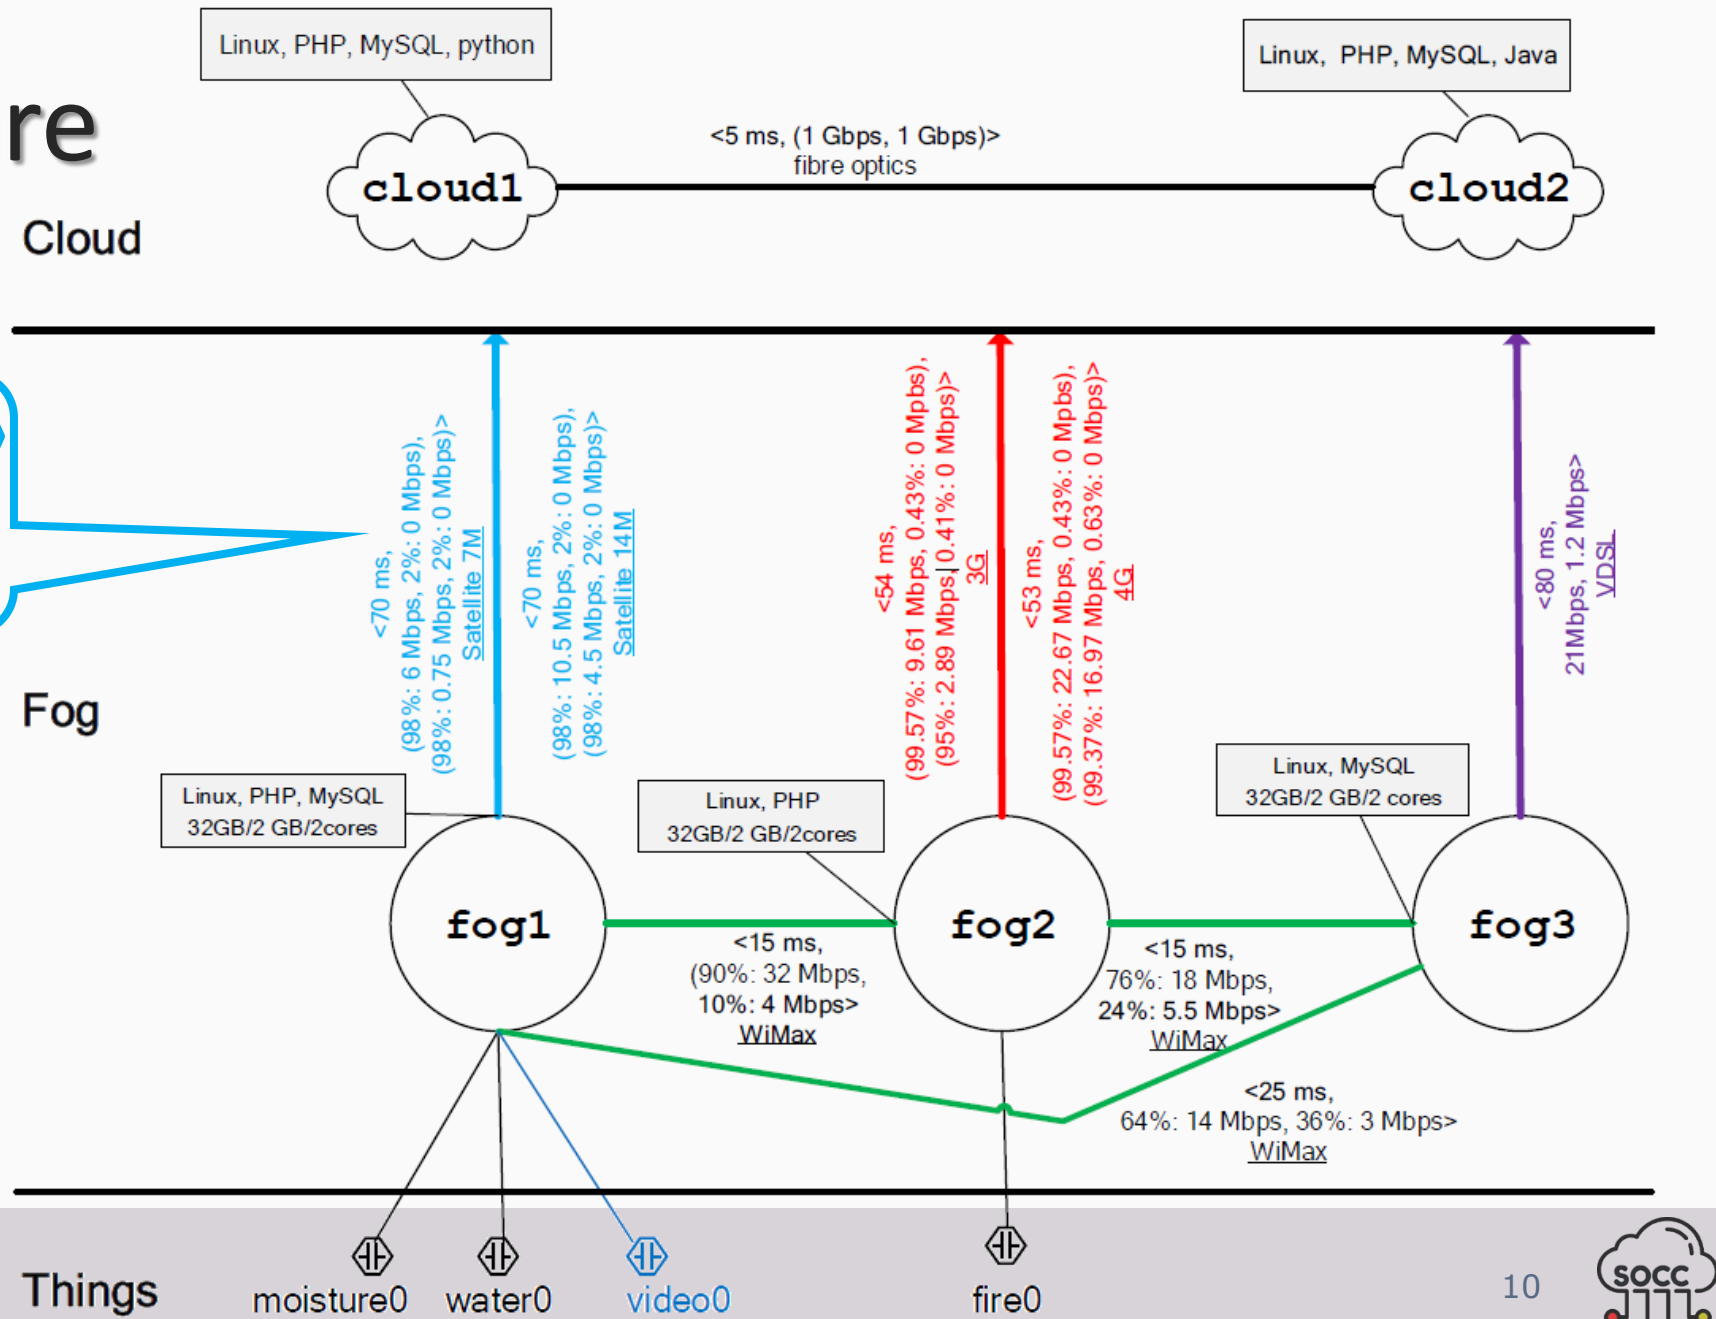 Linux, PHP, MySQL, python
Linux, PHP, MySQL, Java
re
<5 ms, (1 Gbps, 1 Gbps)>
fibre optics
cloud1
cloud2
Cloud
<70 ms,
(98%: 6 Mbps, 2%: 0 Mbps),
(98%: 0.75 Mbps, 2%: 0 Mbps)>
Satellite 7M
<70 ms,
(98%: 10.5 Mbps, 2%: 0 Mbps),
(98%: 4.5 Mbps, 2%: 0 Mbps)>
Satellite 14M
<54 ms,
(99.57%: 9.61 Mbps, 0.43%: 0 Mpbs),
(95%: 2.89 Mbps, 0.41%: 0 Mbps)>
3G
<53 ms,
(99.57%: 22.67 Mbps, 0.43%: 0 Mpbs),
(99.37%: 16.97 Mbps, 0.63%: 0 Mbps)>
4G
<80 ms,
21Mbps, 1.2 Mbps>
VDSL
Fog
Linux, PHP, MySQL
32GB/2 GB/2cores
Linux, PHP
32GB/2 GB/2cores
Linux, MySQL
32GB/2 GB/2 cores
fog1
fog2
fog3
<15 ms,
(90%: 32 Mbps,
10%: 4 Mbps>
WiMax
<15 ms,
76%: 18 Mbps,
24%: 5.5 Mbps>
WiMax
<25 ms,
64%: 14 Mbps, 36%: 3 Mbps>
WiMax
Things
moisture0
water0
video0
fire0
10
SOCC